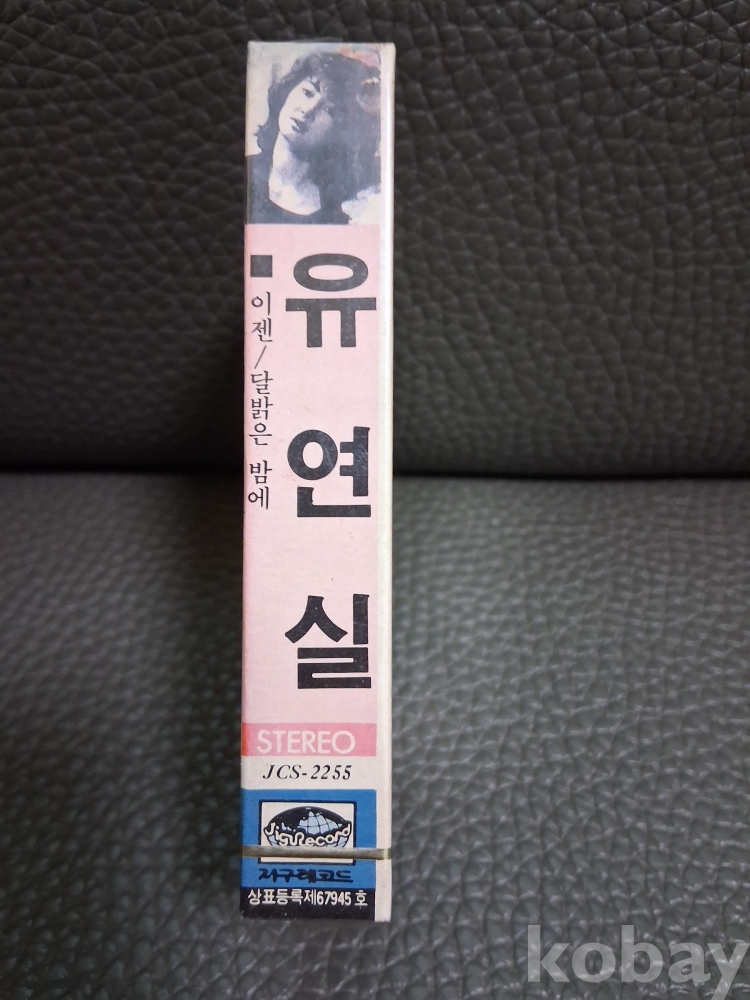 유연실
■ 이젠/달밝은 밤에
STEREO
JCS-2255
JiguRecord
지구레코드
상표등록제67945호
kobay